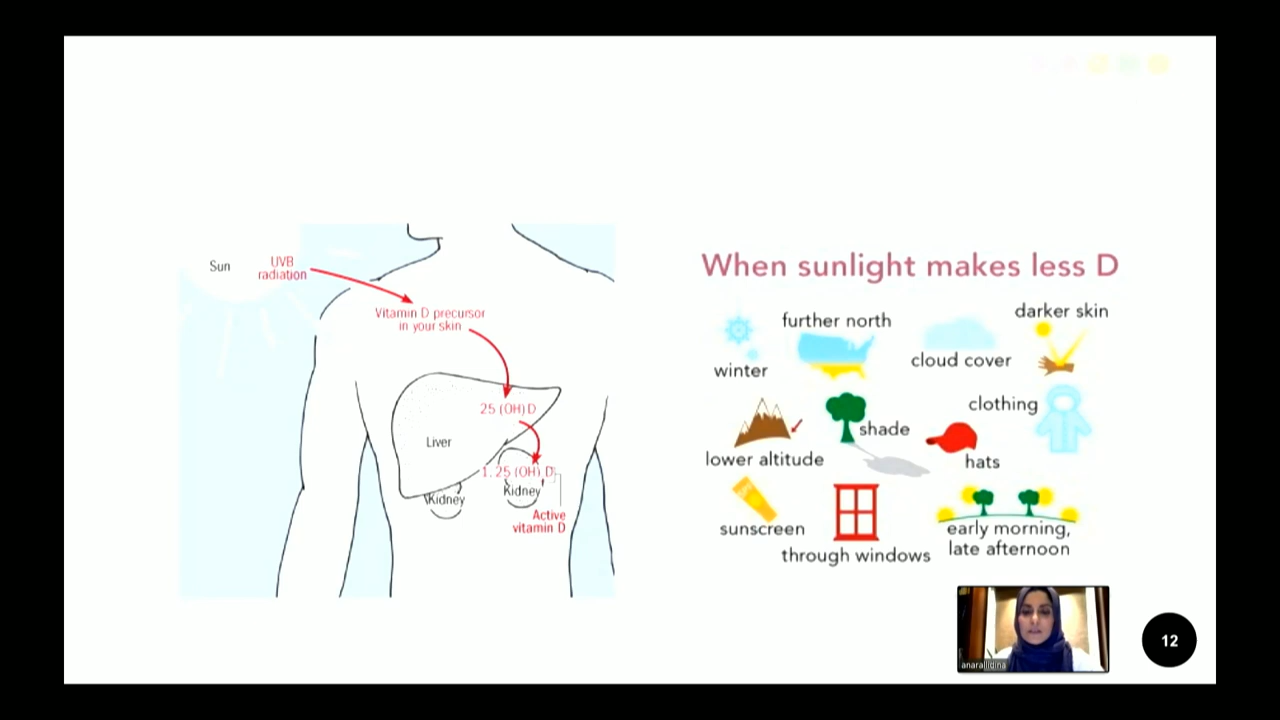 Sun
UVB
radiation
Vitamin D precursor
in your skin
25 (OH) D
Liver
1.25 (OH) D
Kidney
Kidney
Active
vitamin D
When sunlight makes less D
winter
further north
cloud cover
darker skin
lower altitude
shade
hats
clothing
sunscreen
through windows
early morning,
late afternoon
12